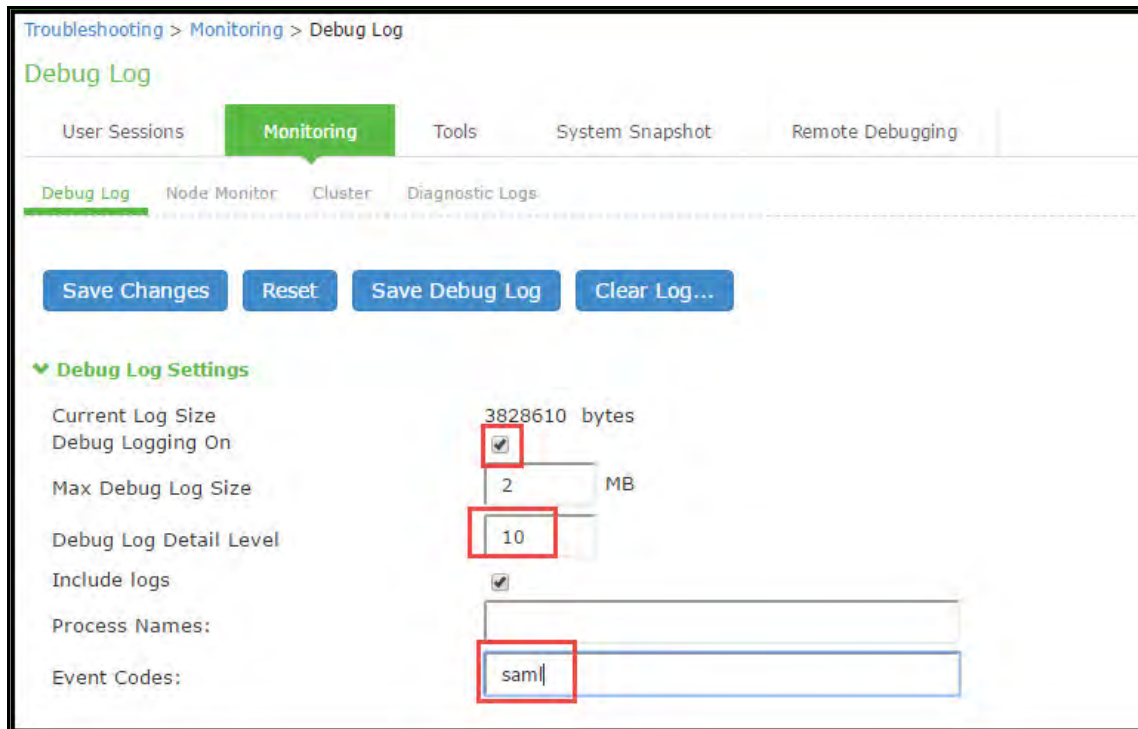 Troubleshooting > Monitoring > Debug Log
Debug Log
User Sessions Monitoring Tools System Snapshot Remote Debugging
Debug Log Node Monitor Cluster Diagnostic Logs
Save Changes Reset Save Debug Log Clear Log...
Debug Log Settings
Current Log Size 3828610 bytes
Debug Logging On
Max Debug Log Size 2 MB
Debug Log Detail Level 10
Include logs
Process Names:
Event Codes: saml